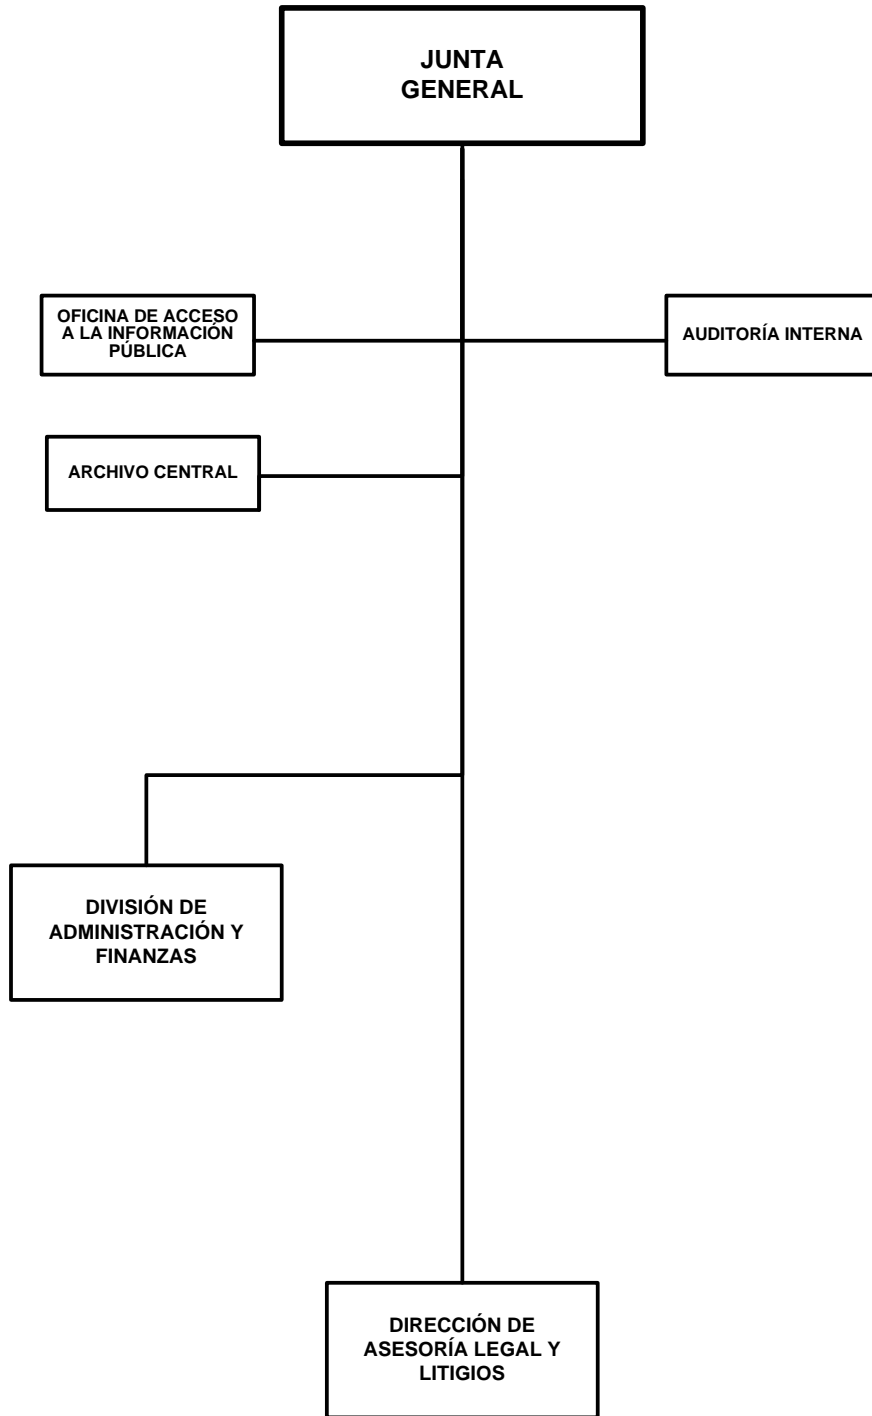 JUNTA
GENERAL
OFICINA DE ACCESO
A LA INFORMACIÓN
PÚBLICA
AUDITORÍA INTERNA
ARCHIVO CENTRAL
DIVISIÓN DE
ADMINISTRACIÓN Y
FINANZAS
DIRECCIÓN DE
ASESORÍA LEGAL Y
LITIGIOS